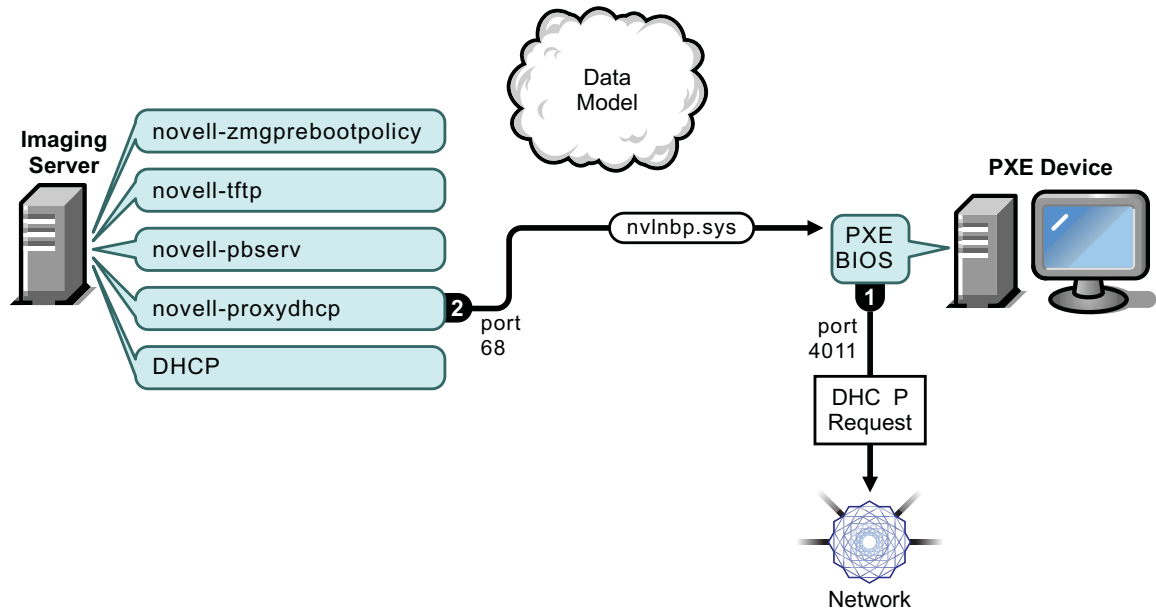 Data
Model
Imaging
Server
novell-zmgprebootpolicy
novell-tftp
novell-pbserv
novell-proxydhcp
DHCP
2
port
68
nvlnbp.sys
PXE Device
PXE
BIOS
1
port
4011
DHC P
Request
Network